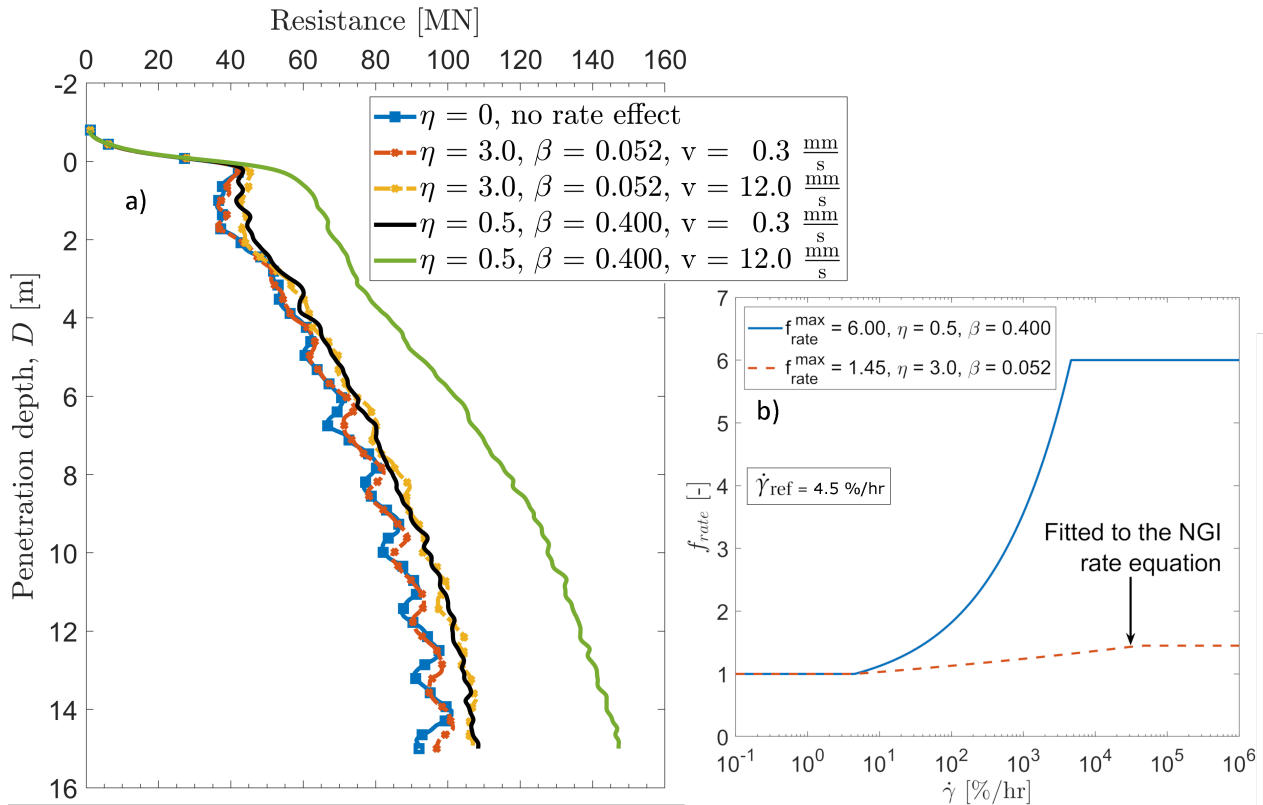 Resistance [MN]
0 20 40 60 80 100 120 140 160
-2
0
2
4
6
8
10
12
14
16
Penetration depth, D [m]
a)
η = 0, no rate effect
η = 3.0, β = 0.052, v = 0.3 mm/s
η = 3.0, β = 0.052, v = 12.0 mm/s
η = 0.5, β = 0.400, v = 0.3 mm/s
η = 0.5, β = 0.400, v = 12.0 mm/s
7
6
5
4
3
2
1
0
f_rate [-]
f_rate^max = 6.00, η = 0.5, β = 0.400
f_rate^max = 1.45, η = 3.0, β = 0.052
b)
γ̇_ref = 4.5 %/hr
Fitted to the NGI
rate equation
10^-1 10^0 10^1 10^2 10^3 10^4 10^5 10^6
γ̇ [%/hr]